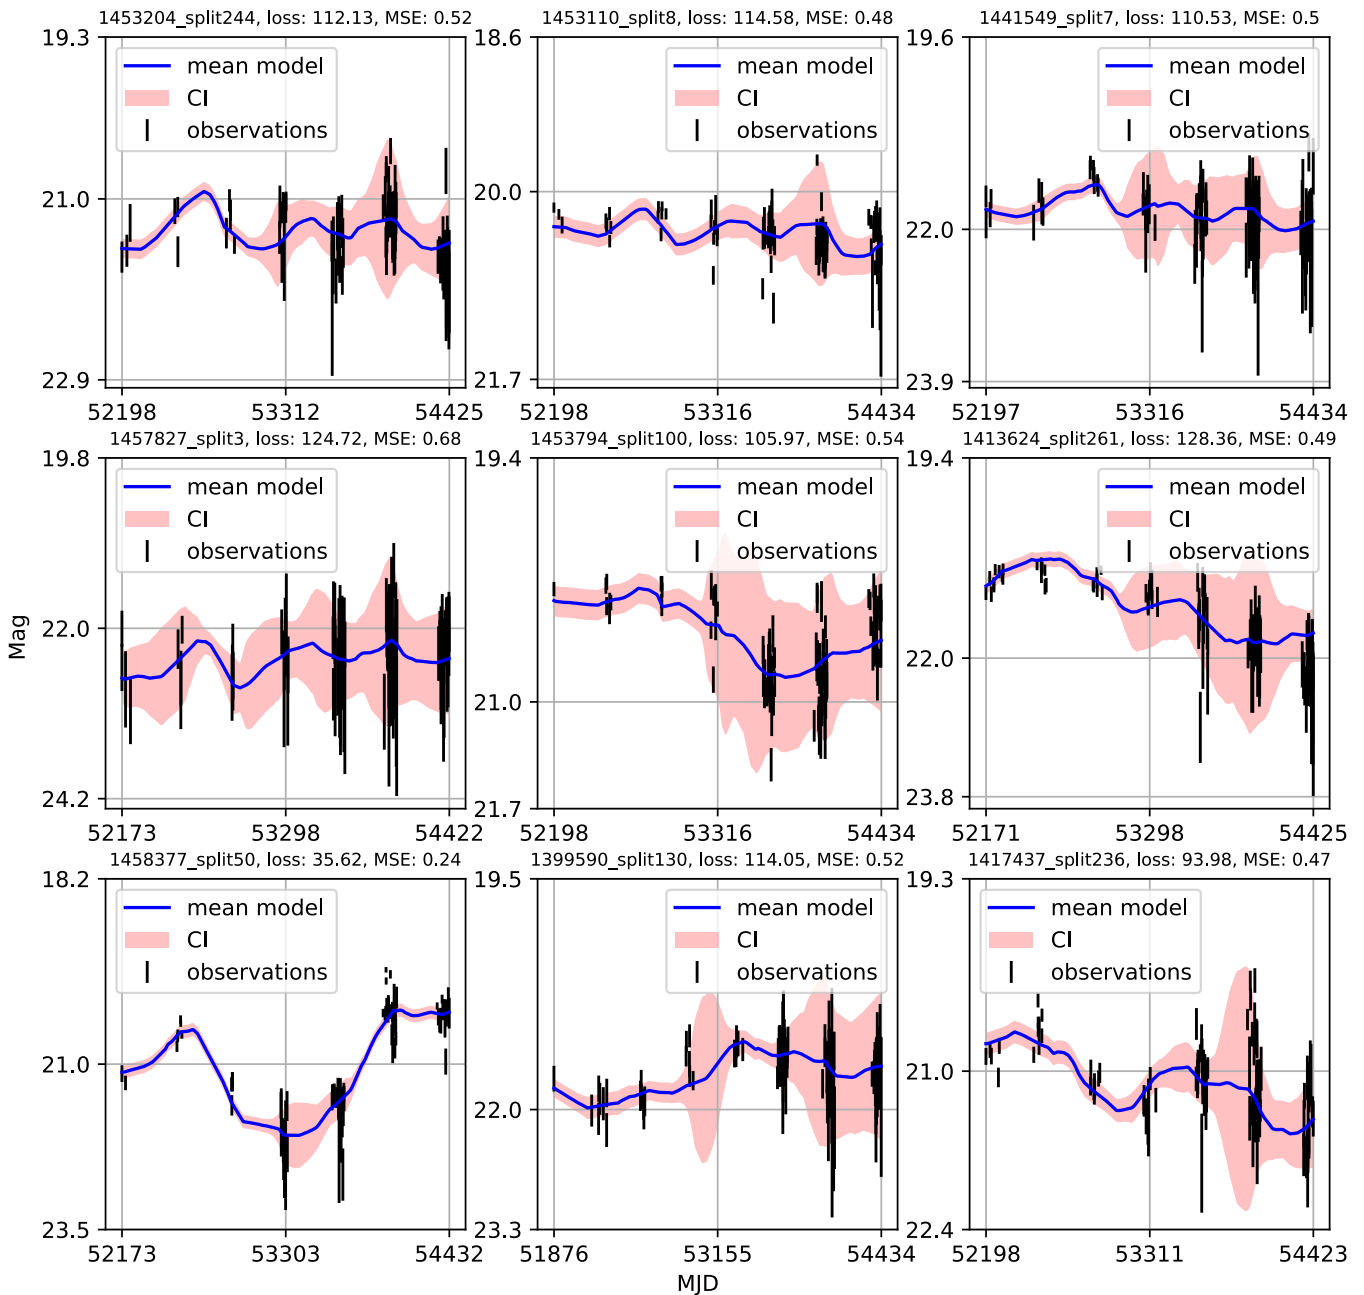 1453204_split244, loss: 112.13, MSE: 0.52
19.3
21.0
22.9
mean model
CI
observations
52198
53312
54425
1453110_split8, loss: 114.58, MSE: 0.48
18.6
20.0
21.7
mean model
CI
observations
52198
53316
54434
1441549_split7, loss: 110.53, MSE: 0.5
19.6
22.0
23.9
mean model
CI
observations
52197
53316
54434
Mag
1457827_split3, loss: 124.72, MSE: 0.68
19.8
22.0
24.2
mean model
CI
observations
52173
53298
54422
1453794_split100, loss: 105.97, MSE: 0.54
19.4
21.0
21.7
mean model
CI
observations
52198
53316
54434
1413624_split261, loss: 128.36, MSE: 0.49
19.4
22.0
23.8
mean model
CI
observations
52171
53298
54425
1458377_split50, loss: 35.62, MSE: 0.24
18.2
21.0
23.5
mean model
CI
observations
52173
53303
54432
1399590_split130, loss: 114.05, MSE: 0.52
19.5
22.0
23.3
mean model
CI
observations
51876
53155
54434
1417437_split236, loss: 93.98, MSE: 0.47
19.3
21.0
22.4
mean model
CI
observations
52198
53311
54423
MJD